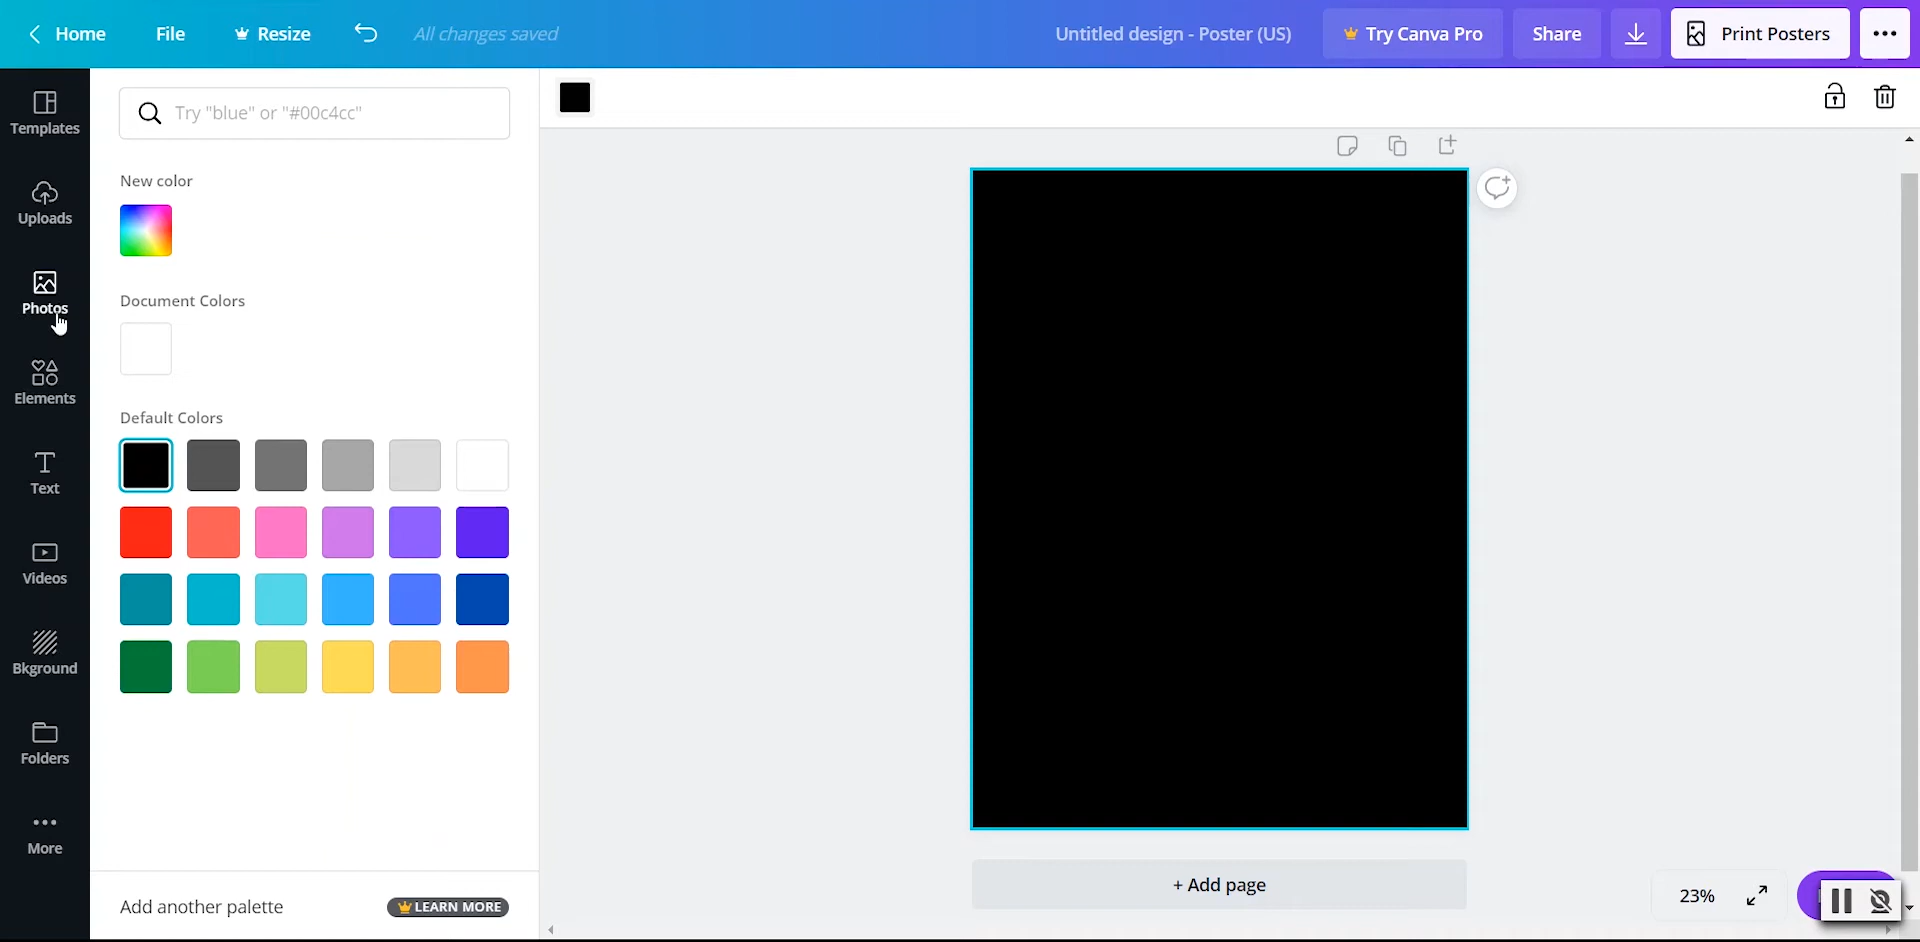 Home
File
Resize
All changes saved
Untitled design - Poster (US)
Try Canva Pro
Share
Print Posters
Templates
Uploads
Photos
Elements
Text
Videos
Bkground
Folders
More
Try "blue" or "#00c4cc"
New color
Document Colors
Default Colors
Add another palette
LEARN MORE
+ Add page
23%